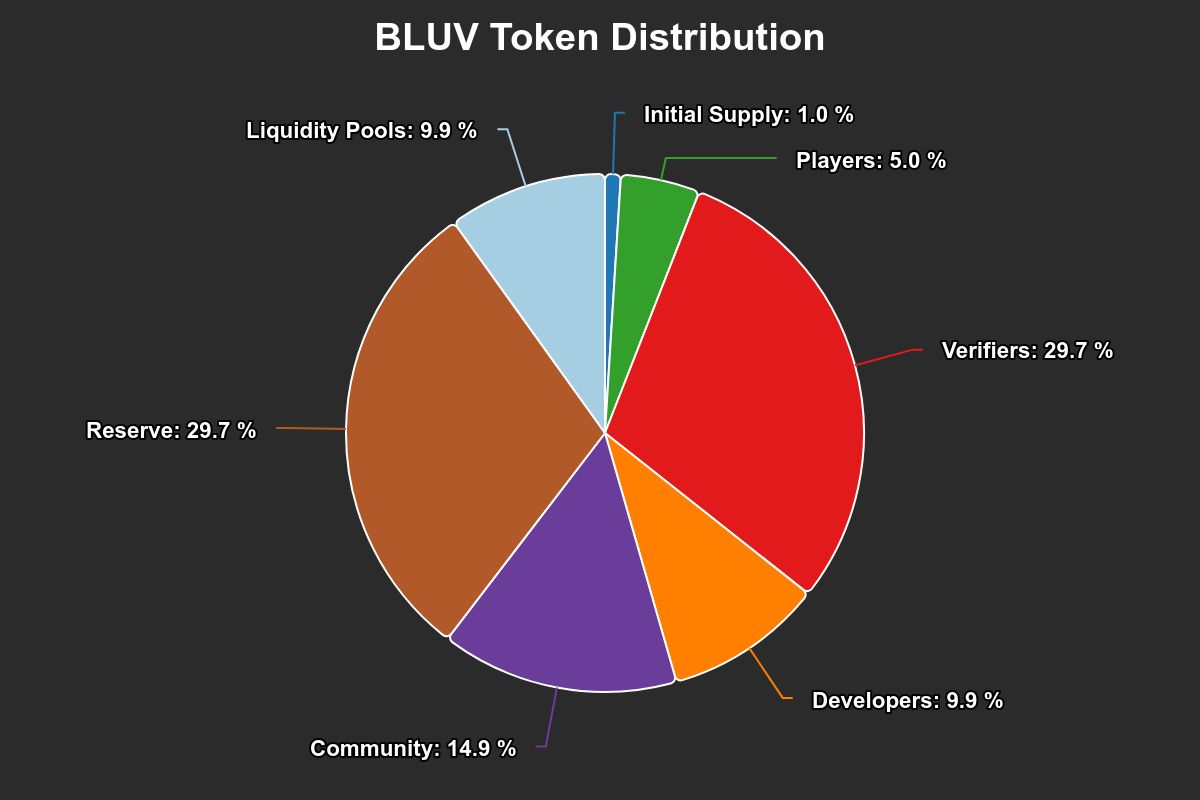 BLUV Token Distribution
Initial Supply: 1.0 %
Liquidity Pools: 9.9 %
Players: 5.0 %
Verifiers: 29.7 %
Reserve: 29.7 %
Developers: 9.9 %
Community: 14.9 %